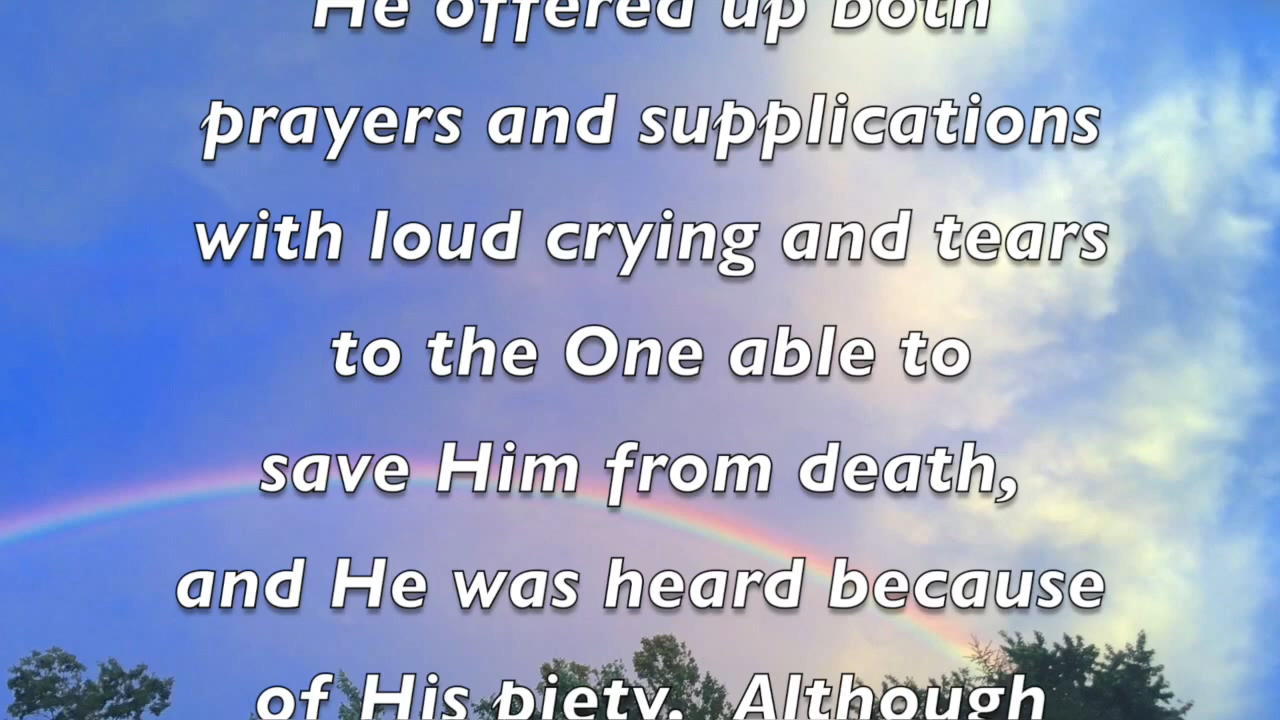 He offered up both
prayers and supplications
with loud crying and tears
to the One able to
save Him from death,
and He was heard because
of His piety. Although